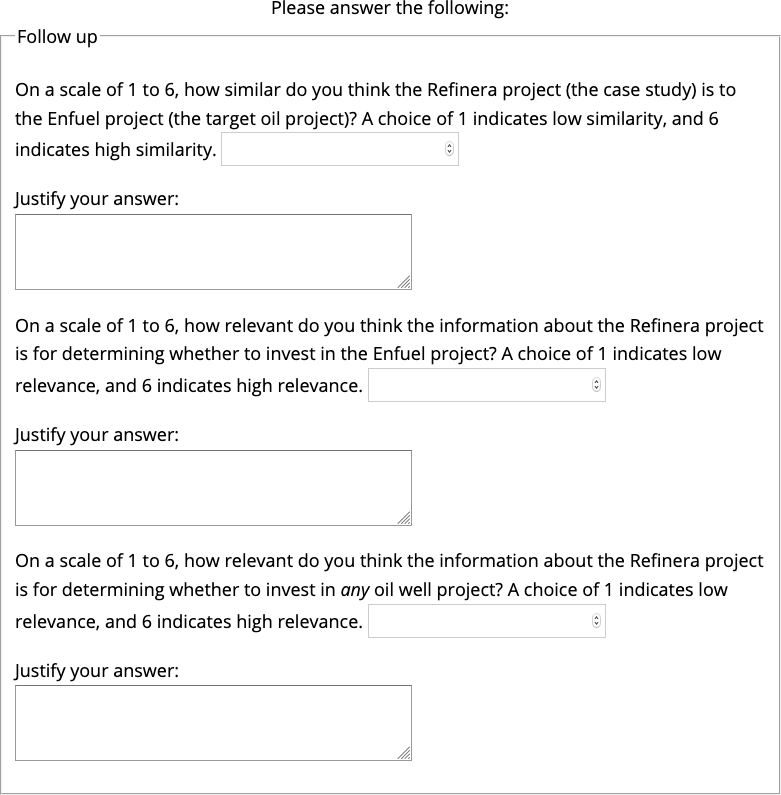 Please answer the following:
Follow up
On a scale of 1 to 6, how similar do you think the Refinera project (the case study) is to
the Enfuel project (the target oil project)? A choice of 1 indicates low similarity, and 6
indicates high similarity.
Justify your answer:
On a scale of 1 to 6, how relevant do you think the information about the Refinera project
is for determining whether to invest in the Enfuel project? A choice of 1 indicates low
relevance, and 6 indicates high relevance.
Justify your answer:
On a scale of 1 to 6, how relevant do you think the information about the Refinera project
is for determining whether to invest in any oil well project? A choice of 1 indicates low
relevance, and 6 indicates high relevance.
Justify your answer: